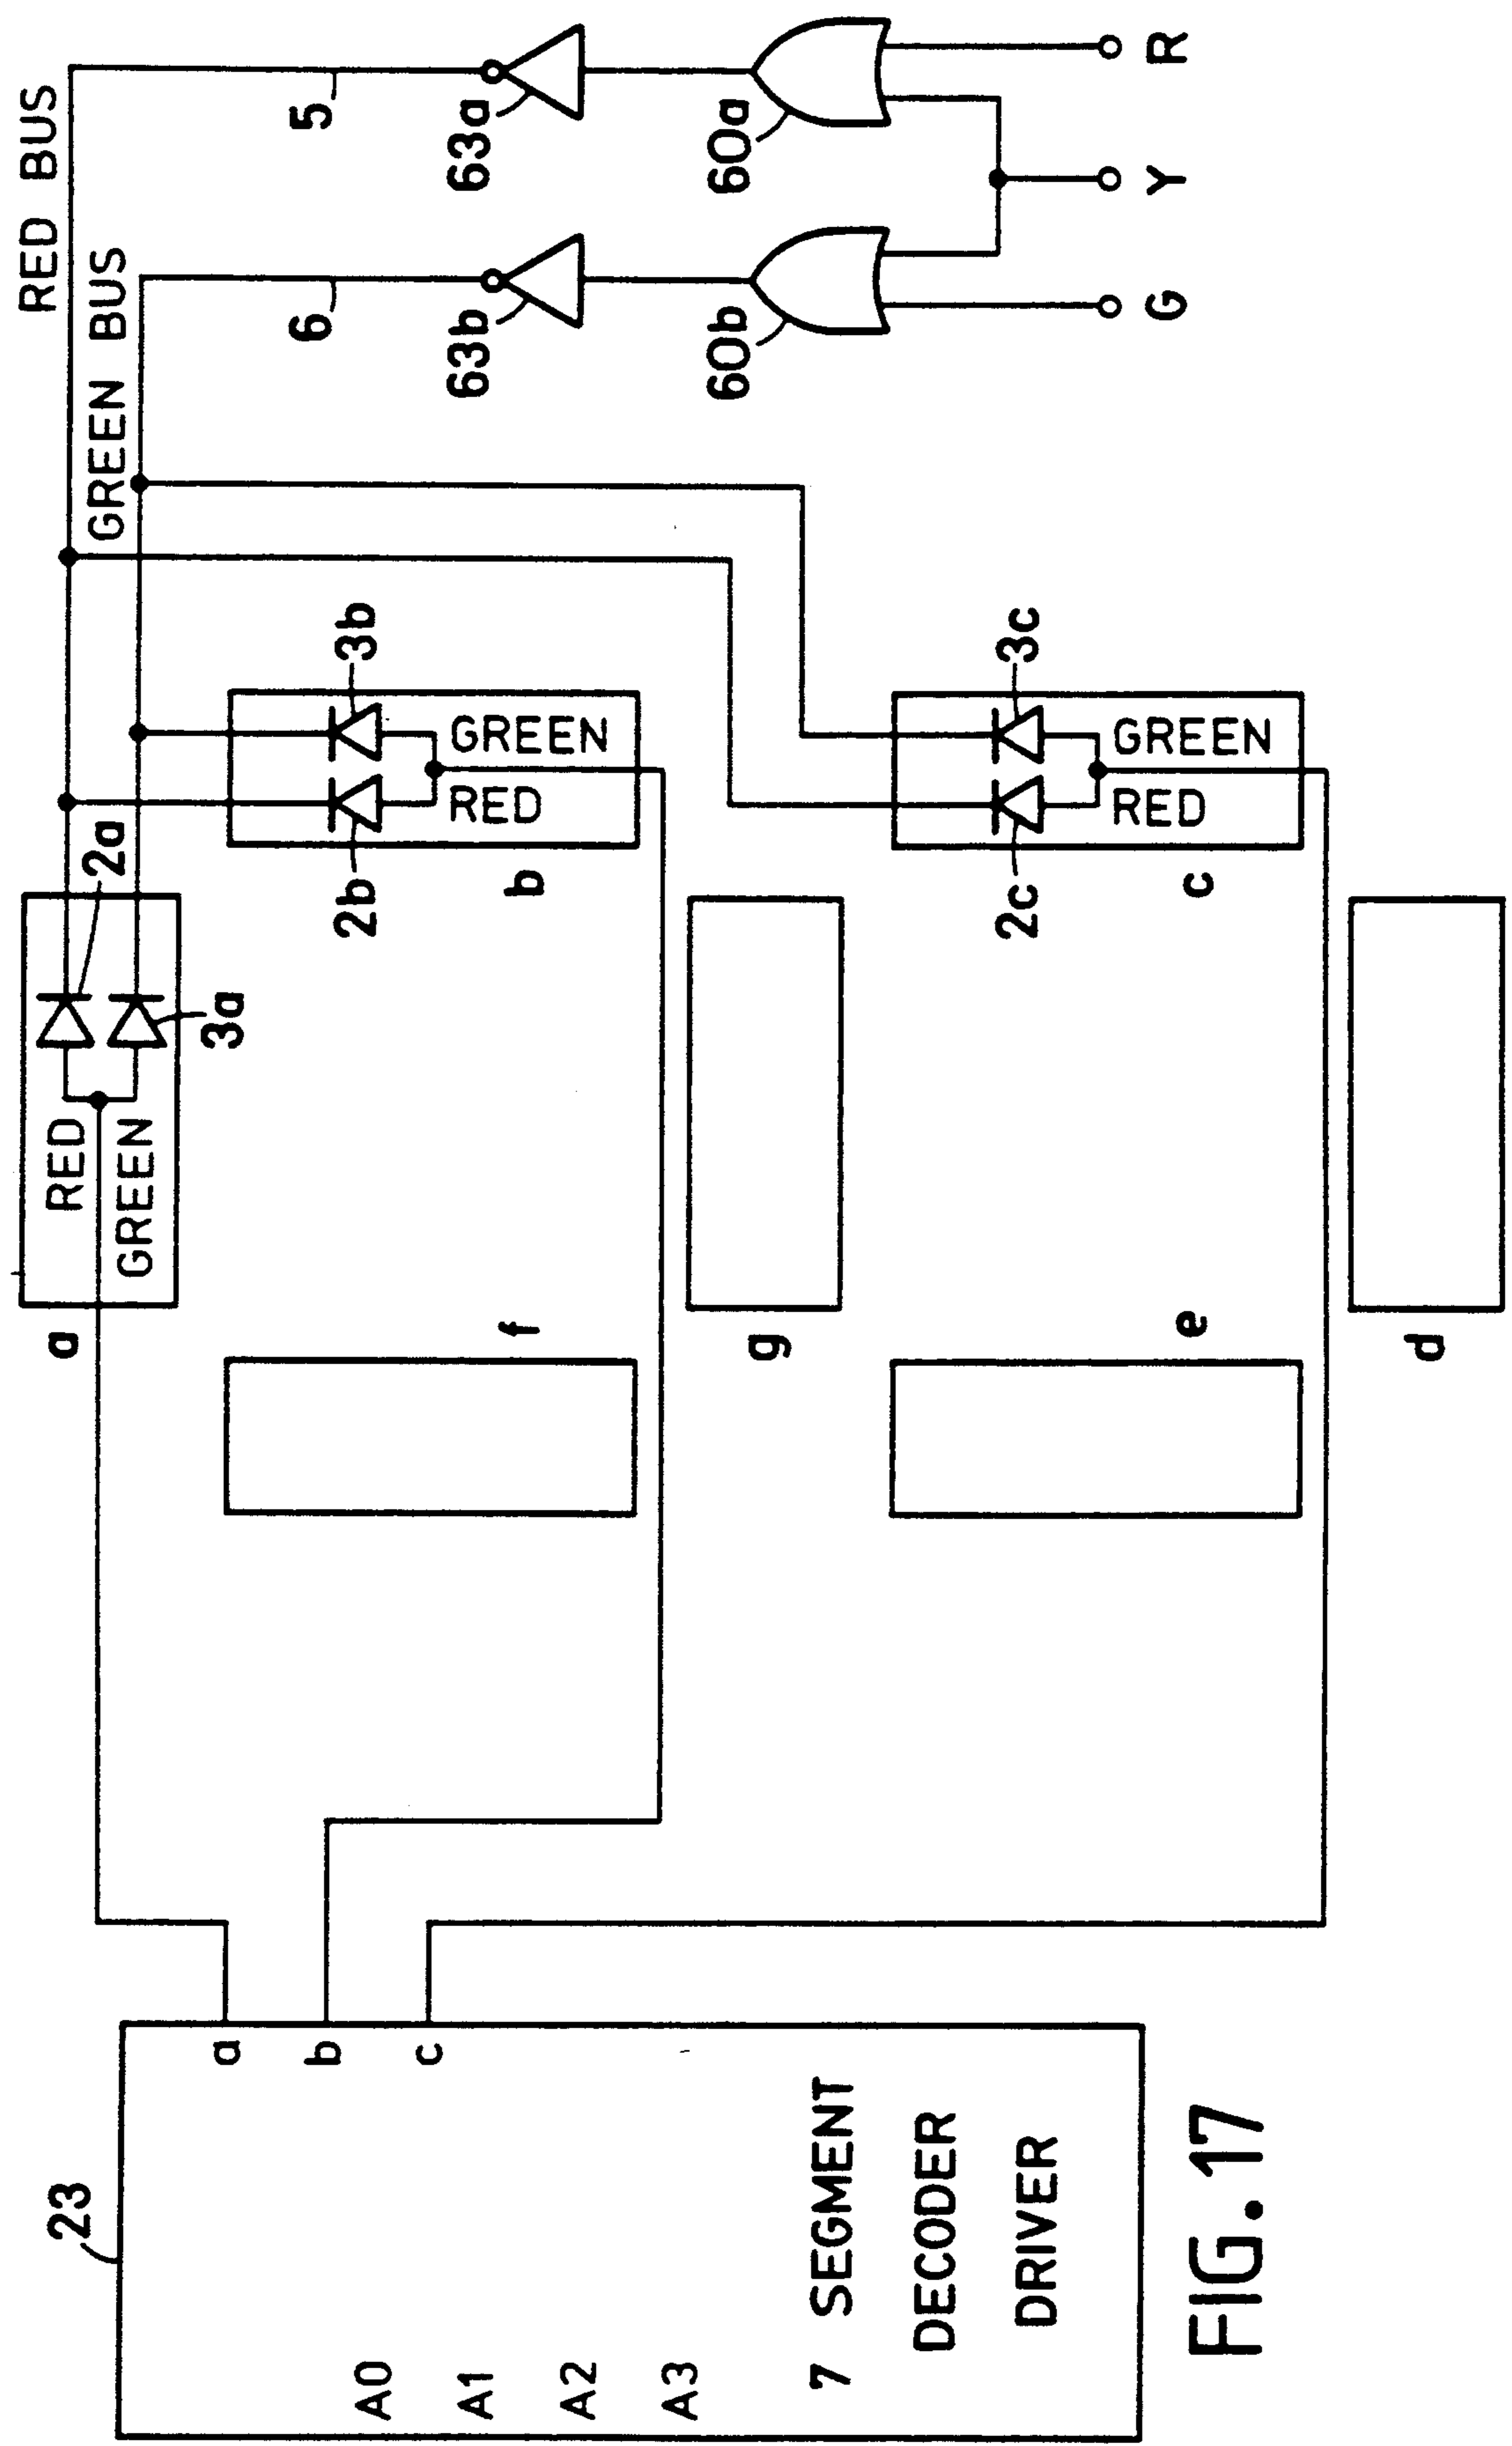 RED BUS
GREEN BUS
5
6
63a
63b
60a
60b
R
Y
G
a
RED
GREEN
2a
3a
b
2b
3b
RED
GREEN
c
2c
3c
RED
GREEN
f
g
e
d
23
a
b
c
A0
A1
A2
A3
7 SEGMENT
DECODER
DRIVER
FIG. 17